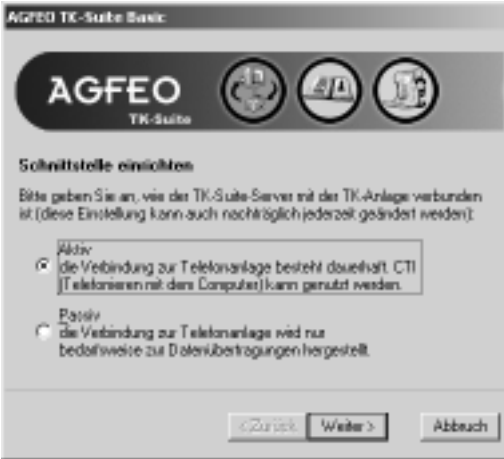 AGFEO TK-Suite Basic
AGFEO
TK-Suite
Schnittstelle einrichten
Bitte geben Sie an, wie der TK-Suite-Server mit der TK-Anlage verbunden
ist (diese Einstellung kann auch nachträglich jederzeit geändert werden):
Aktiv
die Verbindung zur Telefonanlage besteht dauerhaft. CTI
(Telefonieren mit dem Computer) kann genutzt werden.
Passiv
die Verbindung zur Telefonanlage wird nur
bedarfsweise zur Datenübertragungen hergestellt.
< Zurück Weiter > Abbruch